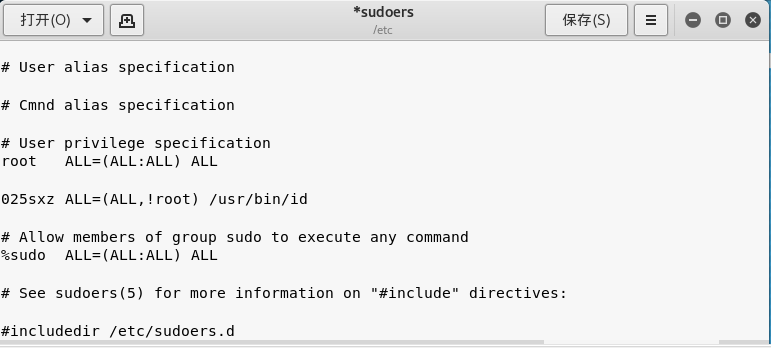 打开(O)
*sudoers
/etc
保存(S)
# User alias specification
# Cmnd alias specification
# User privilege specification
root   ALL=(ALL:ALL) ALL
025sxz ALL=(ALL,!root) /usr/bin/id
# Allow members of group sudo to execute any command
%sudo  ALL=(ALL:ALL) ALL
# See sudoers(5) for more information on "#include" directives:
#includedir /etc/sudoers.d